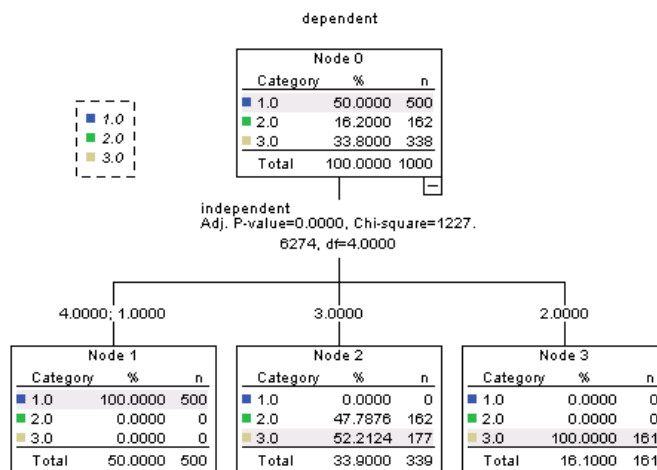 dependent
Node 0
Category % n
1.0 50.0000 500
2.0 16.2000 162
3.0 33.8000 338
Total 100.0000 1000
1.0
2.0
3.0
independent
Adj. P-value=0.0000, Chi-square=1227.
6274, df=4.0000
4.0000; 1.0000
3.0000
2.0000
Node 1
Category % n
1.0 100.0000 500
2.0 0.0000 0
3.0 0.0000 0
Total 50.0000 500
Node 2
Category % n
1.0 0.0000 0
2.0 47.7876 162
3.0 52.2124 177
Total 33.9000 339
Node 3
Category % n
1.0 0.0000 0
2.0 0.0000 0
3.0 100.0000 161
Total 16.1000 161